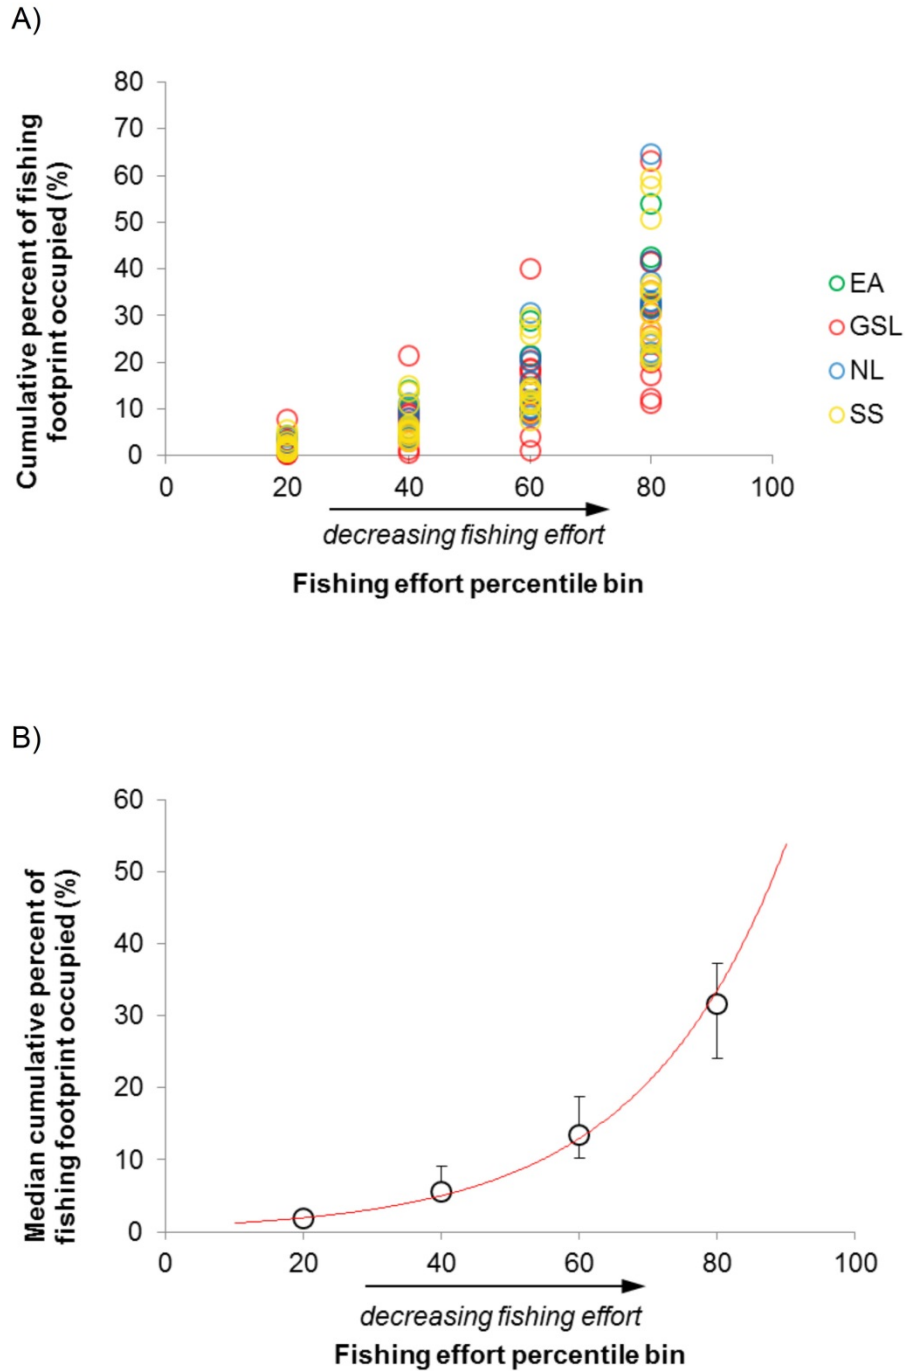 A)
Cumulative percent of fishing
footprint occupied (%)
80
70
60
50
40
30
20
10
0
0 20 40 60 80 100
decreasing fishing effort
Fishing effort percentile bin
EA
GSL
NL
SS
B)
Median cumulative percent of
fishing footprint occupied (%)
60
50
40
30
20
10
0
0 20 40 60 80 100
decreasing fishing effort
Fishing effort percentile bin